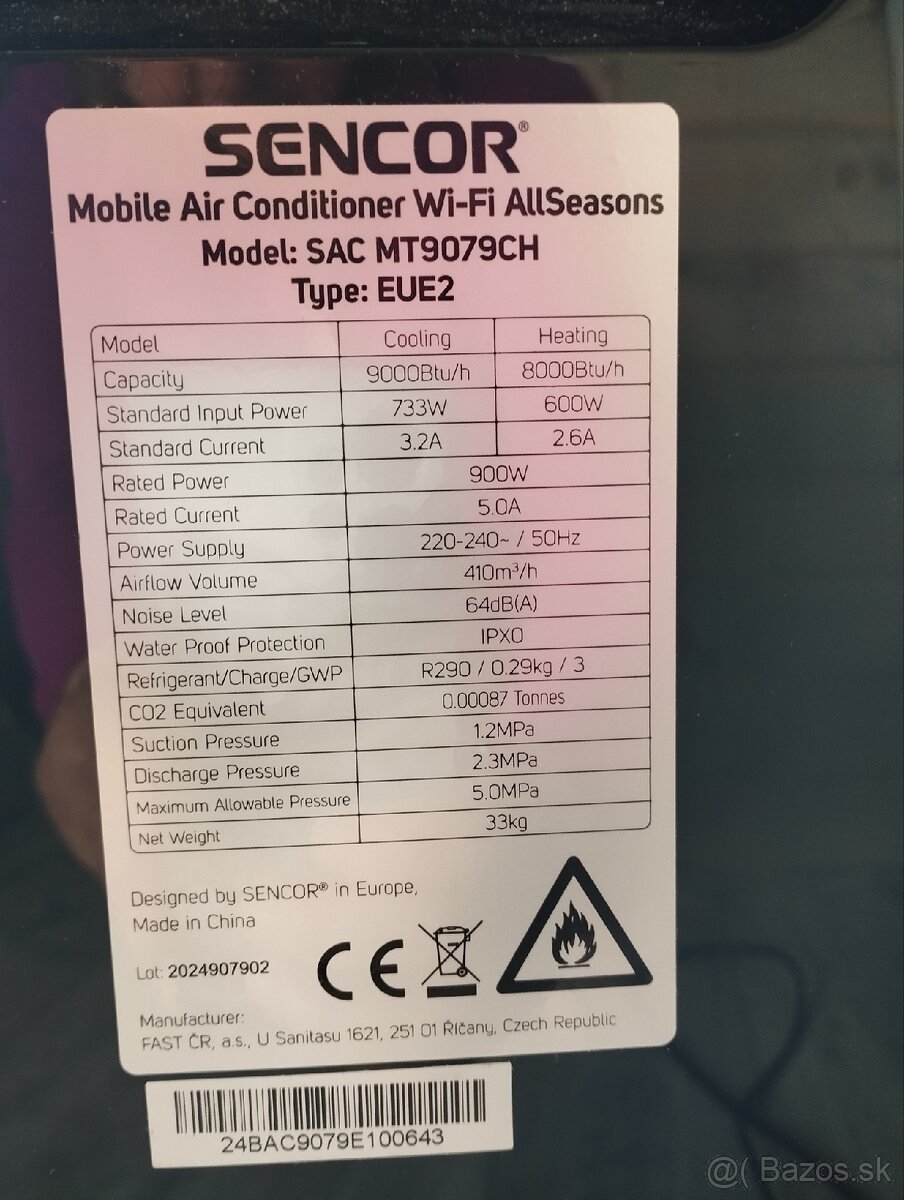 SENCOR®
Mobile Air Conditioner Wi-Fi AllSeasons
Model: SAC MT9079CH
Type: EUE2
Model Cooling Heating
Capacity 9000Btu/h 8000Btu/h
Standard Input Power 733W 600W
Standard Current 3.2A 2.6A
Rated Power 900W
Rated Current 5.0A
Power Supply 220-240~ / 50Hz
Airflow Volume 410m³/h
Noise Level 64dB(A)
Water Proof Protection IPX0
Refrigerant/Charge/GWP R290 / 0.29kg / 3
CO2 Equivalent 0.00087 Tonnes
Suction Pressure 1.2MPa
Discharge Pressure 2.3MPa
Maximum Allowable Pressure 5.0MPa
Net Weight 33kg
Designed by SENCOR® in Europe,
Made in China
Lot: 2024907902
CE
Manufacturer:
FAST ČR, a.s., U Sanitasu 1621, 251 01 Říčany, Czech Republic
24BAC9079E100643
@( Bazos.sk